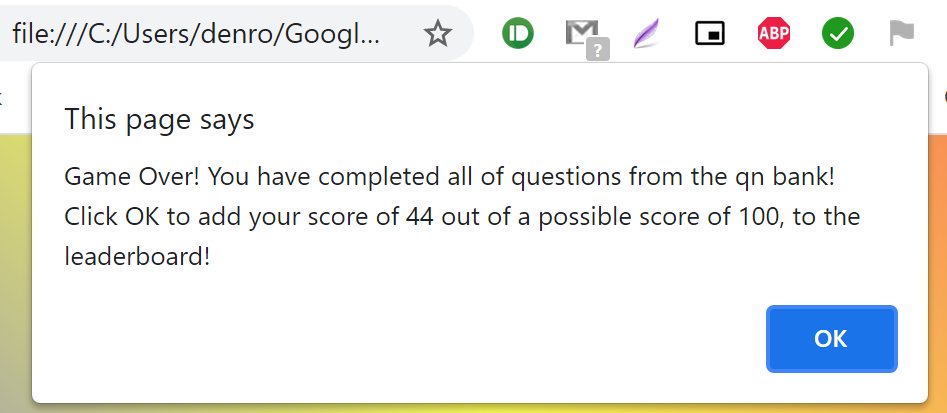 file:///C:/Users/denro/Googl...
?
ABP
This page says
Game Over! You have completed all of questions from the qn bank!
Click OK to add your score of 44 out of a possible score of 100, to the
leaderboard!
OK